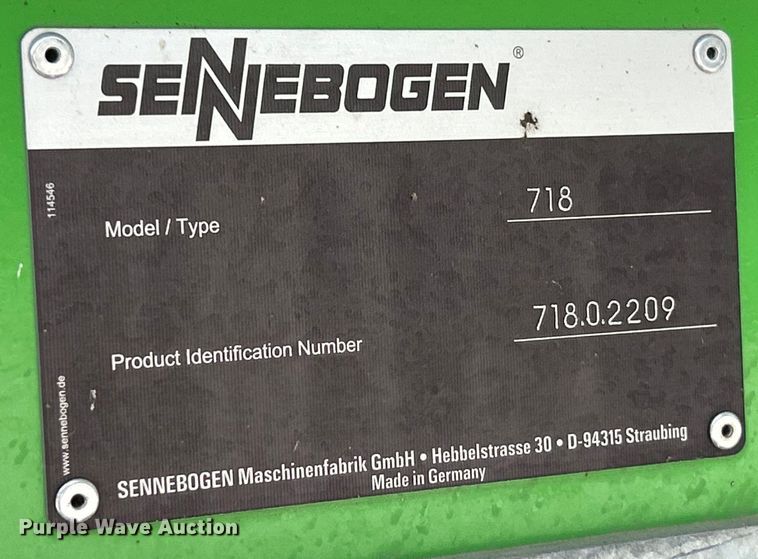 SENNEBOGEN®
114546
Model / Type 718
Product Identification Number 718.0.2209
www.sennebogen.de
SENNEBOGEN Maschinenfabrik GmbH • Hebbelstrasse 30 • D-94315 Straubing
Made in Germany
Purple Wave Auction